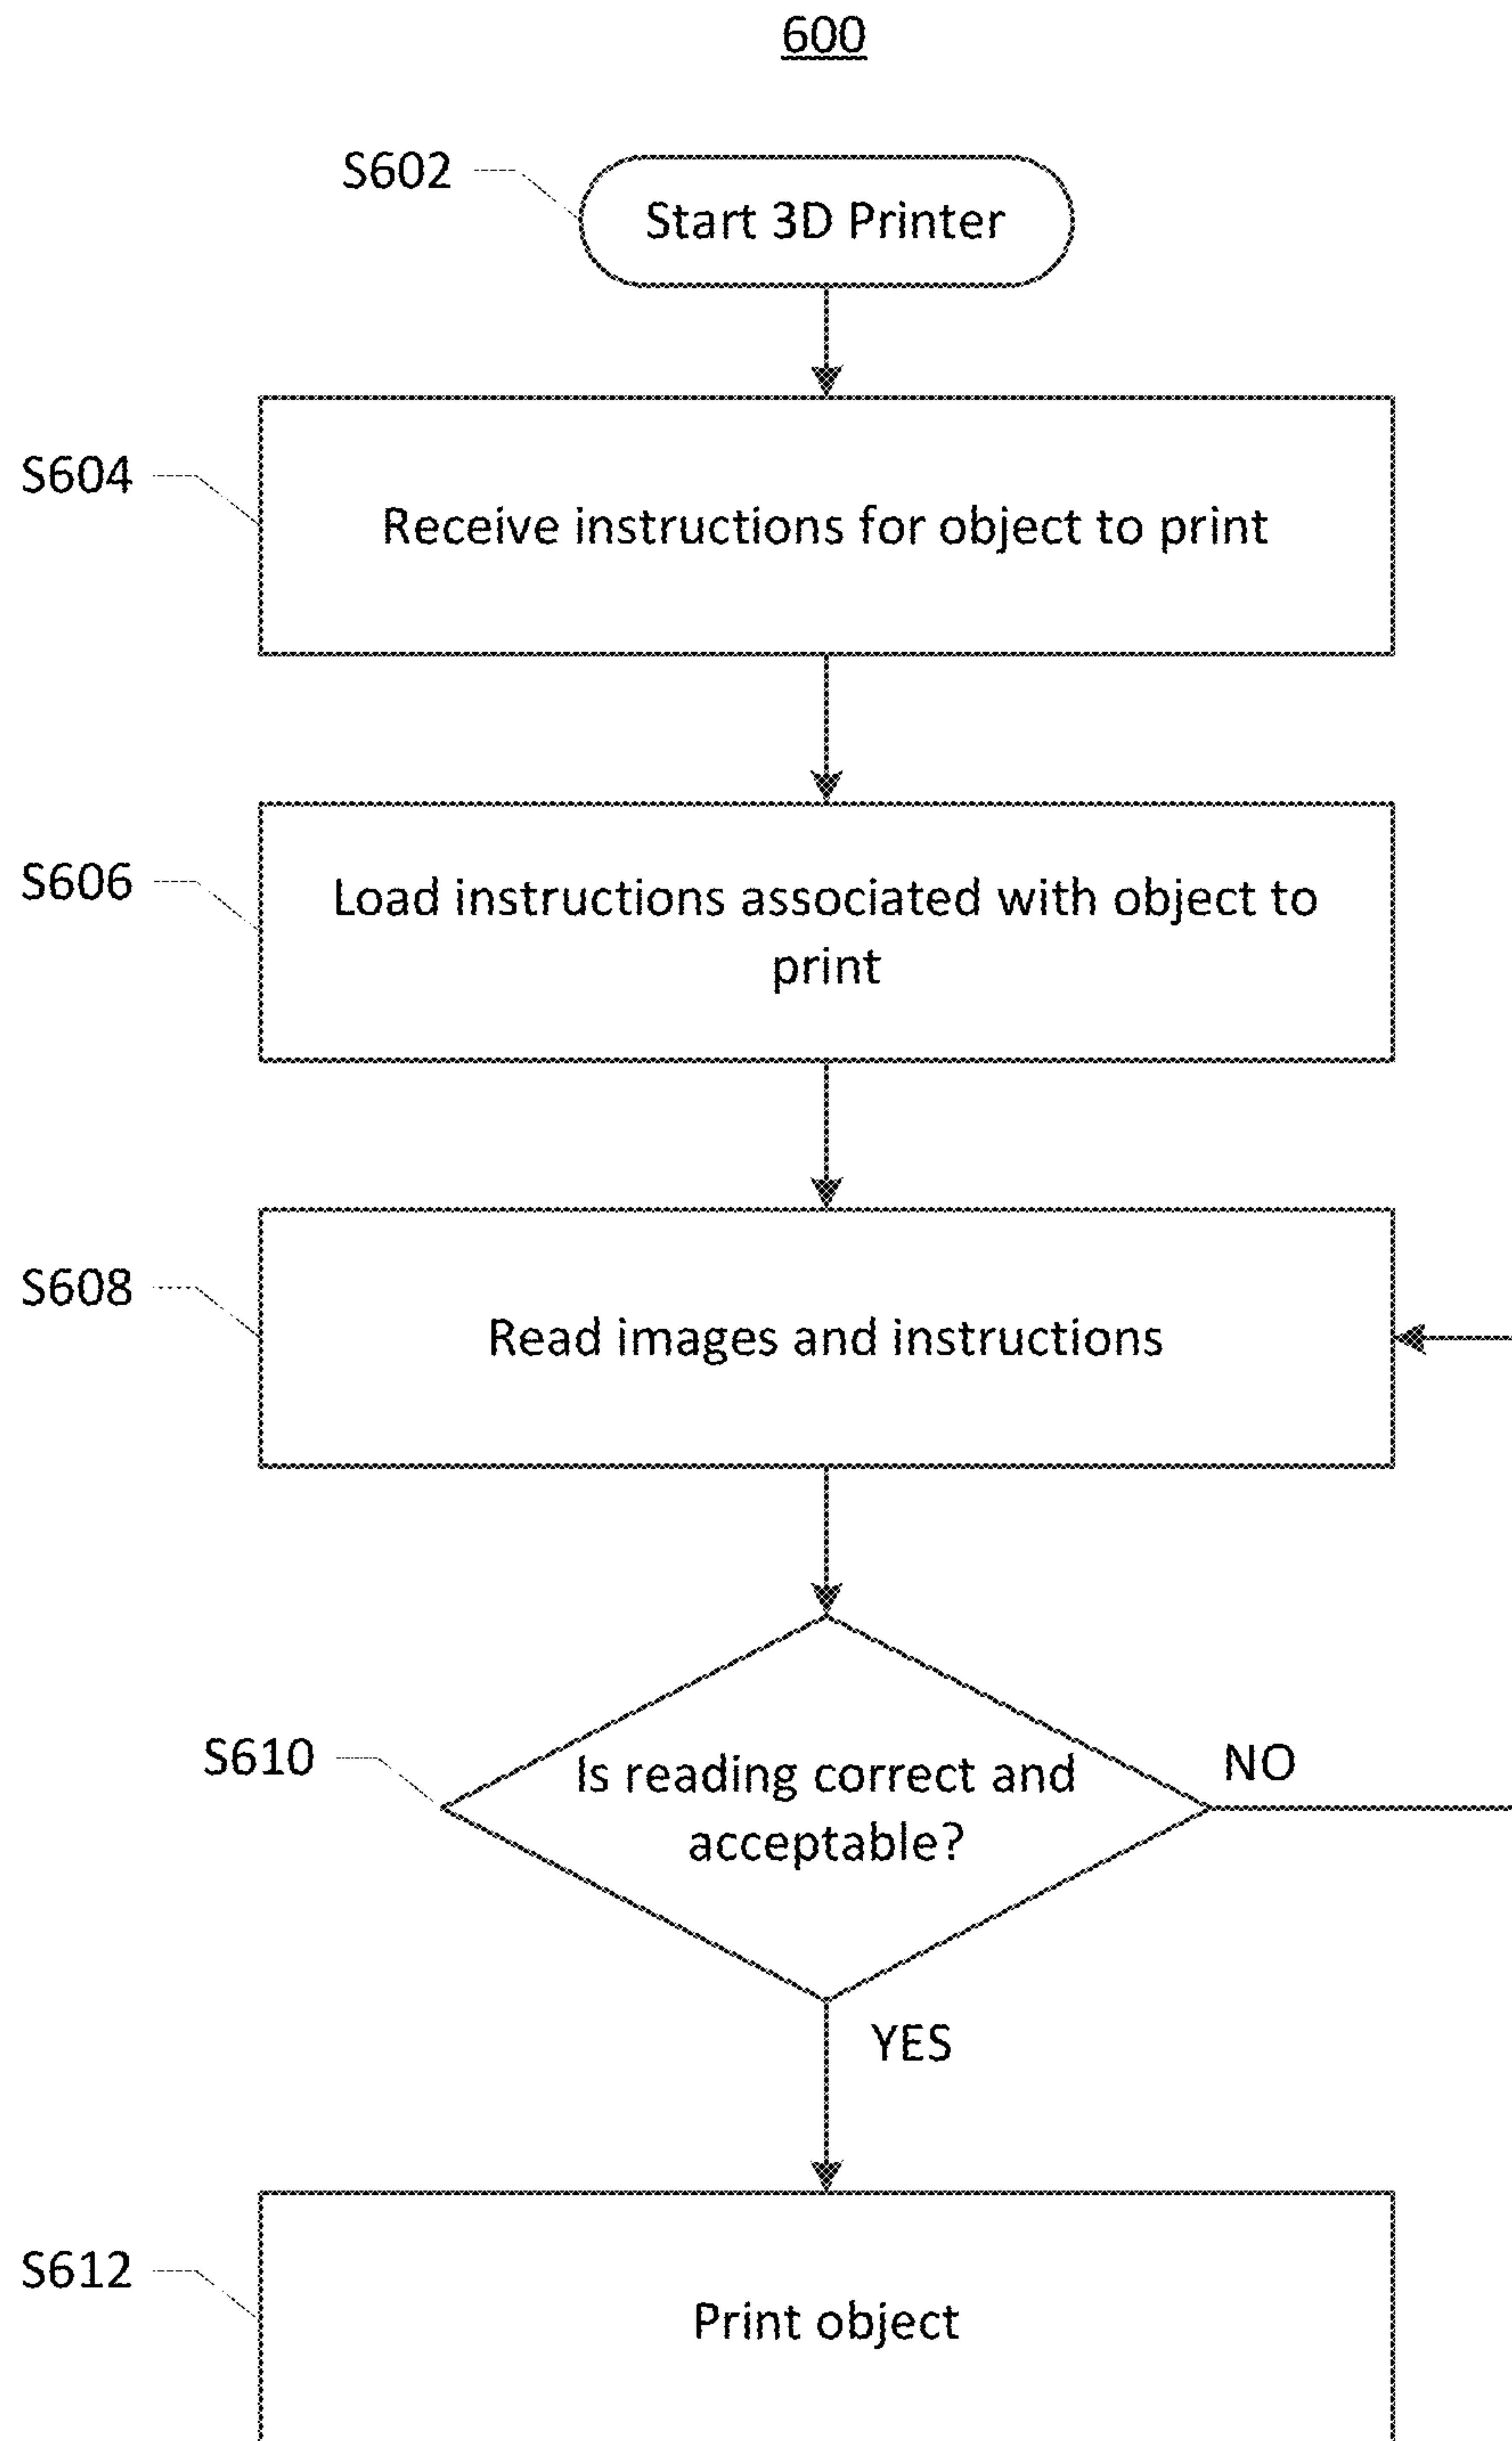 600
S602
Start 3D Printer
S604
Receive instructions for object to print
S606
Load instructions associated with object to
print
S608
Read images and instructions
S610
Is reading correct and
acceptable?
NO
YES
S612
Print object